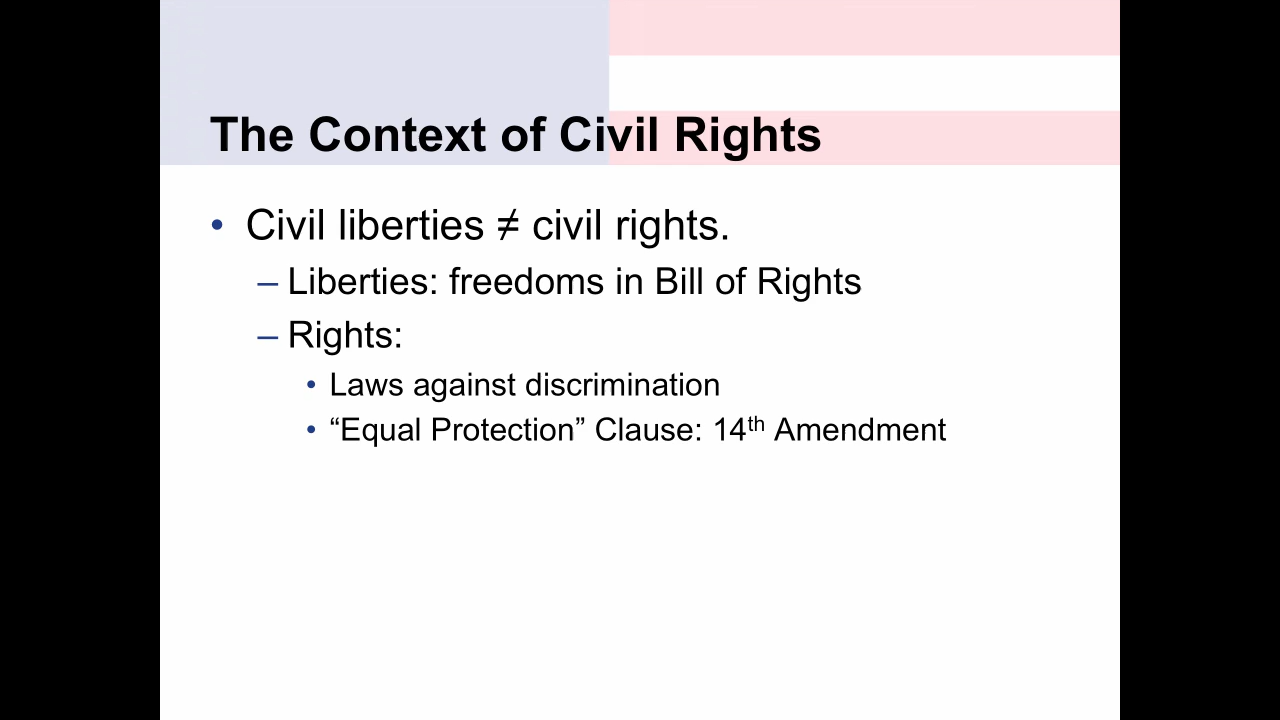 The Context of Civil Rights
• Civil liberties ≠ civil rights.
– Liberties: freedoms in Bill of Rights
– Rights:
• Laws against discrimination
• “Equal Protection” Clause: 14th Amendment